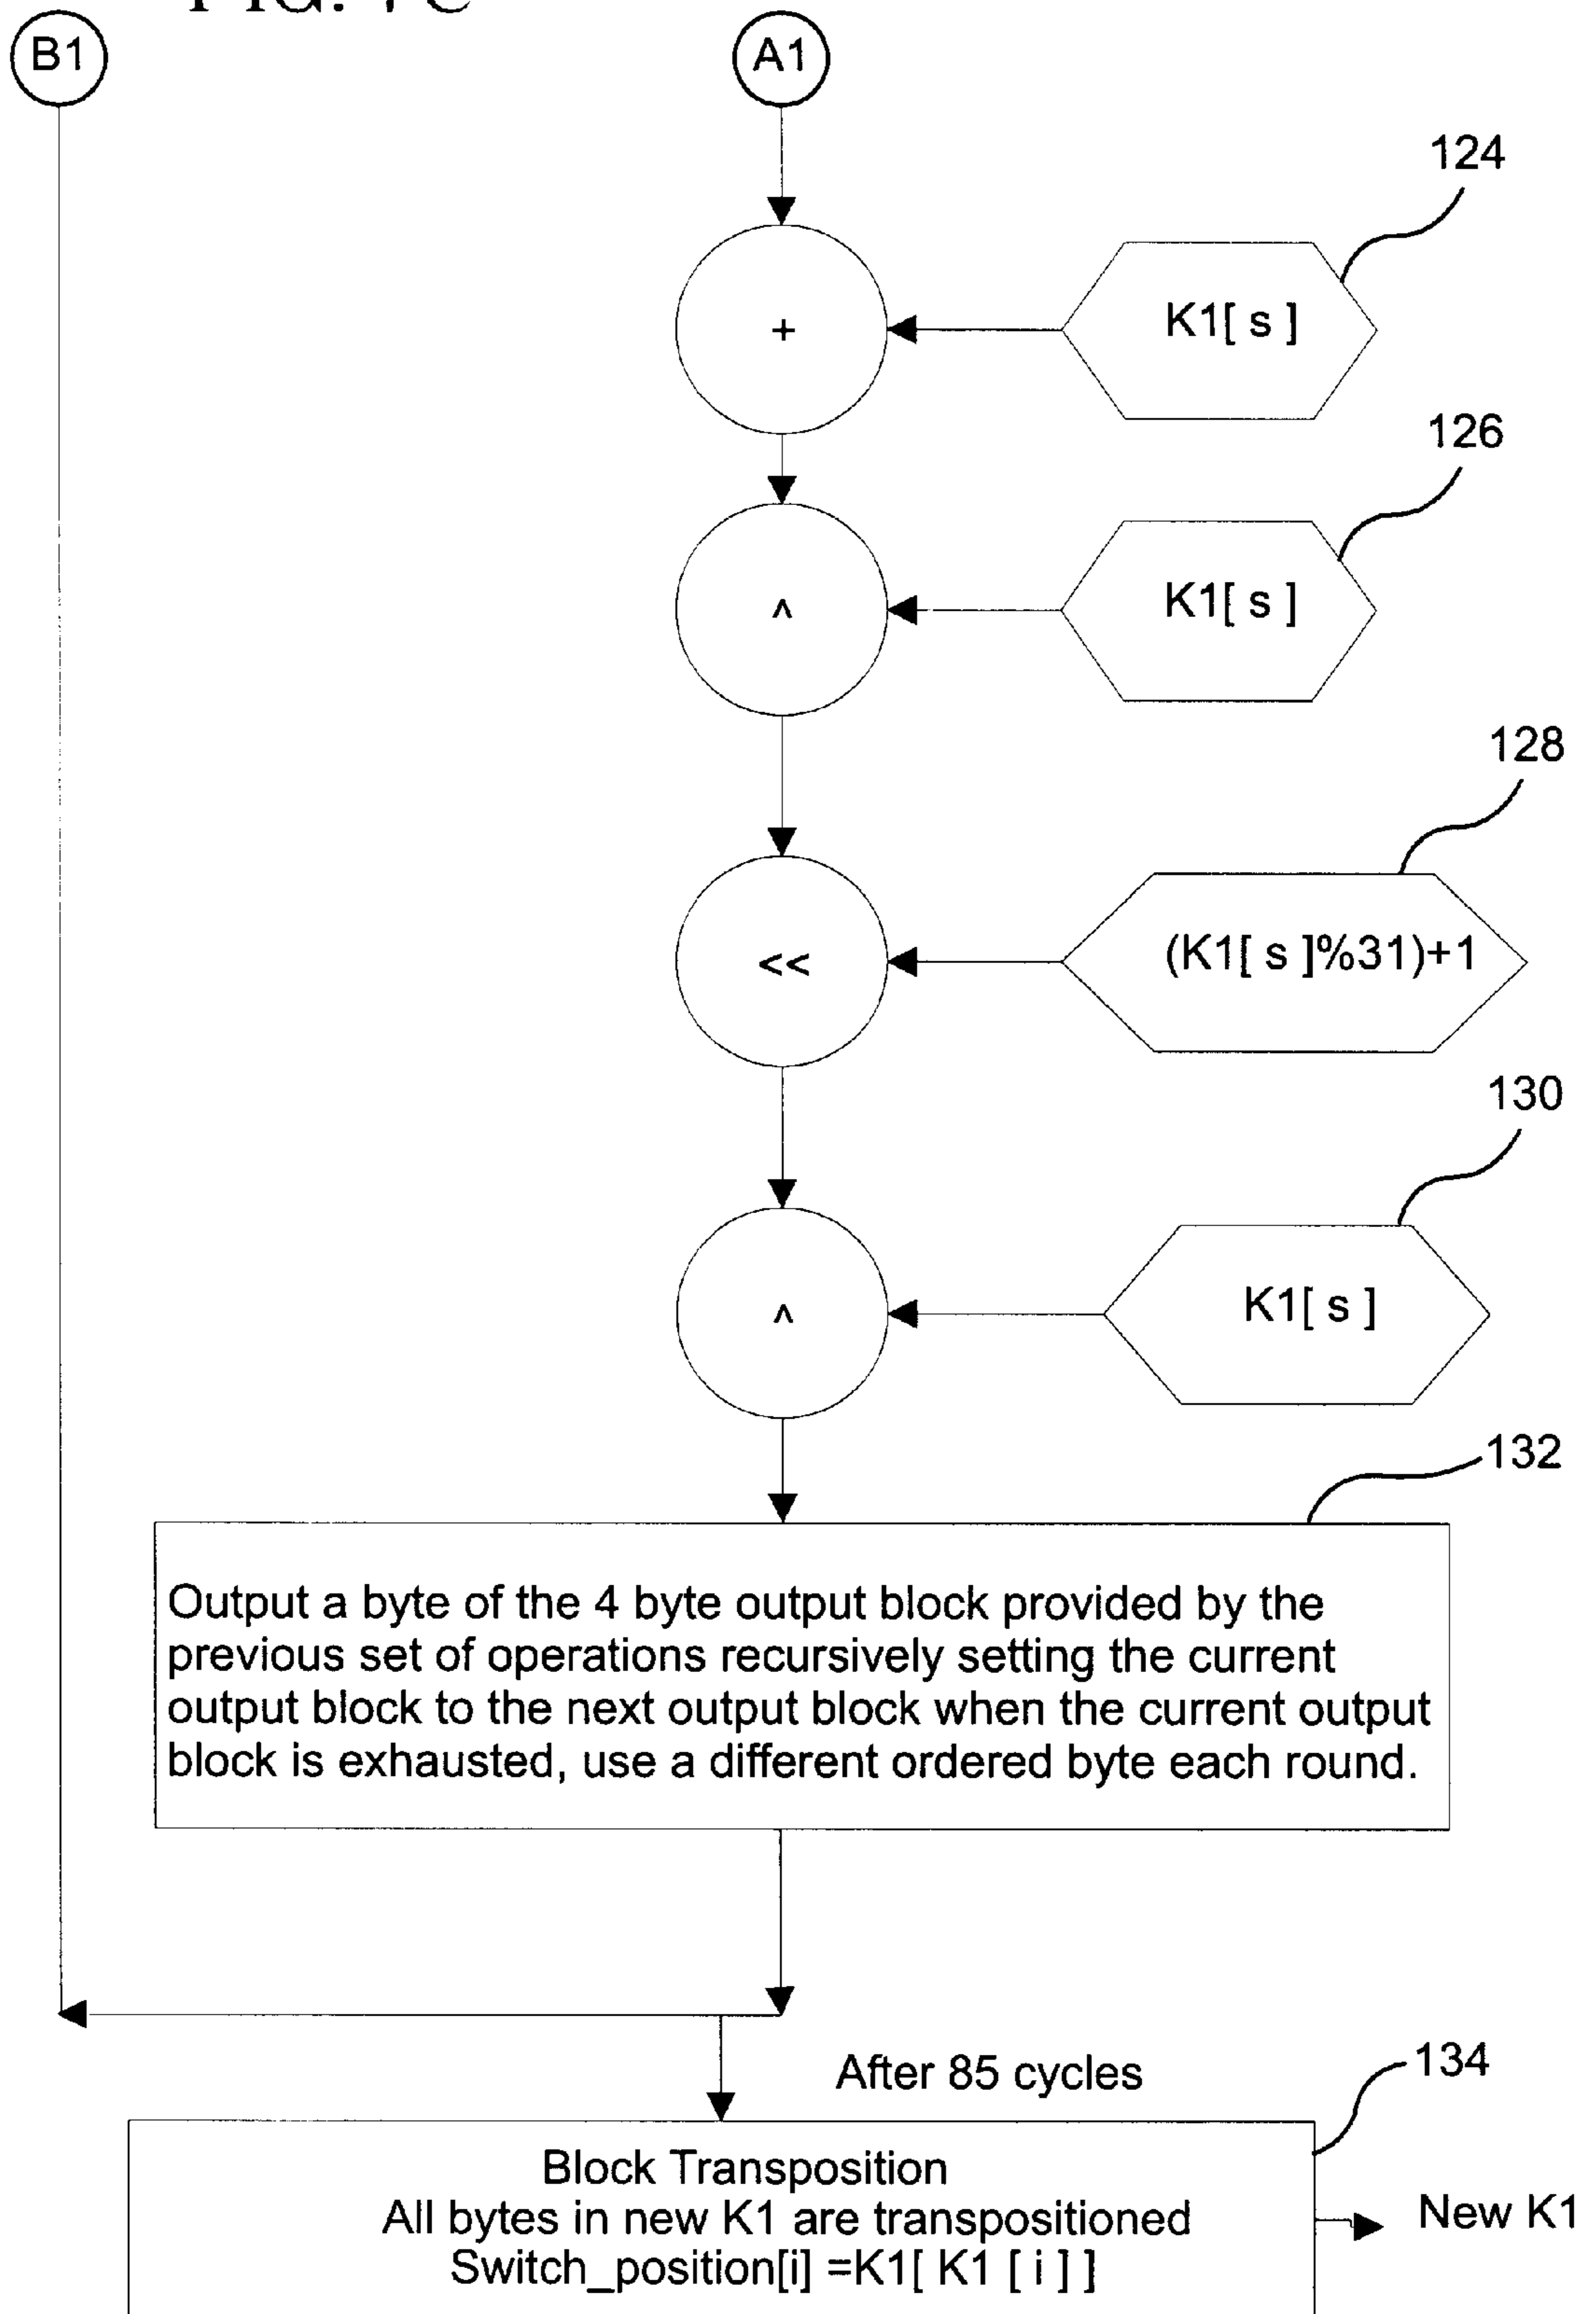 B1
A1
124
+
K1[ s ]
126
^
K1[ s ]
128
<<
(K1[ s ]%31)+1
130
^
K1[ s ]
132
Output a byte of the 4 byte output block provided by the
previous set of operations recursively setting the current
output block to the next output block when the current output
block is exhausted, use a different ordered byte each round.
After 85 cycles
134
Block Transposition
All bytes in new K1 are transpositioned
Switch_position[i] =K1[ K1 [ i ] ]
New K1